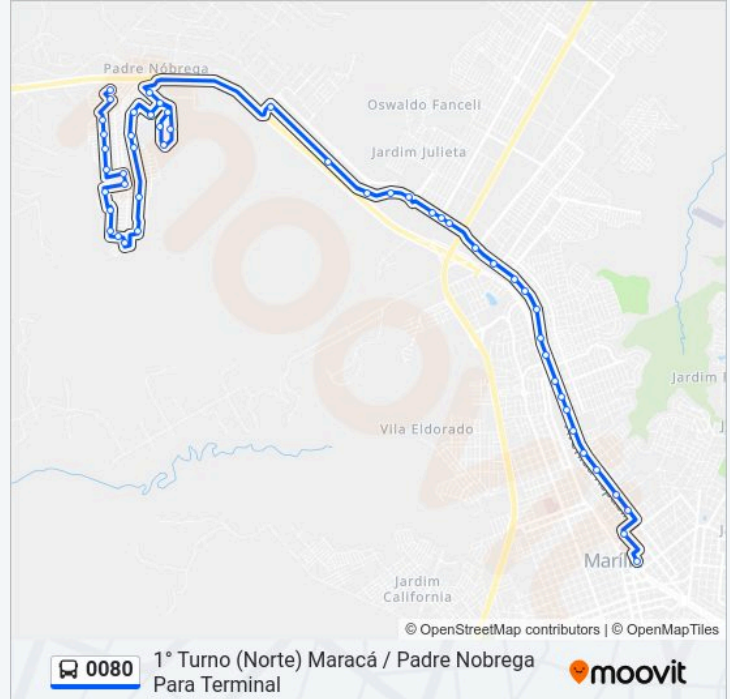 Padre Nóbrega
Oswaldo Fanceli
Jardim Julieta
moovit
Jardim
Vila Eldorado
Jardim
California
© OpenStreetMap contributors | © OpenMapTiles
0080
1° Turno (Norte) Maracá / Padre Nobrega
Para Terminal
moovit